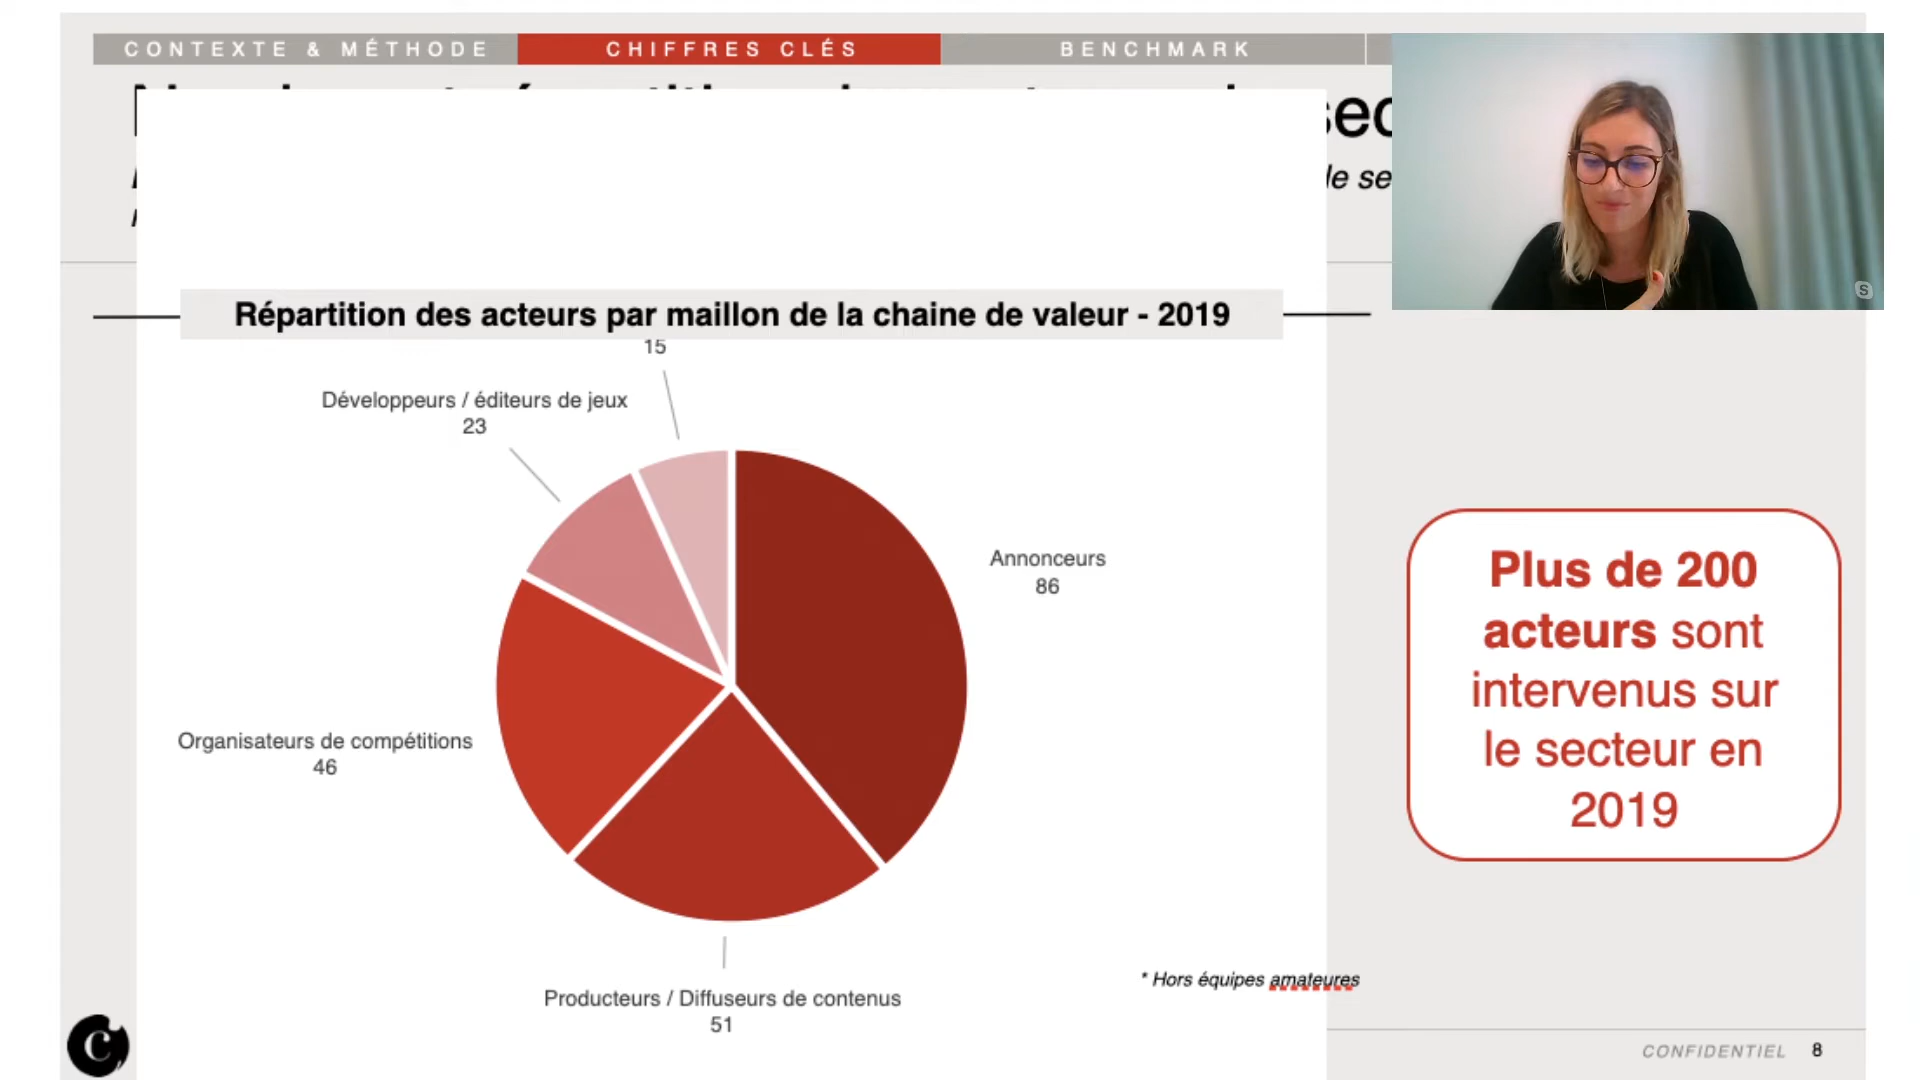 CONTEXTE & MÉTHODE
CHIFFRES CLÉS
BENCHMARK
sec
le se
Répartition des acteurs par maillon de la chaine de valeur - 2019
15
Développeurs / éditeurs de jeux
23
Annonceurs
86
Organisateurs de compétitions
46
Producteurs / Diffuseurs de contenus
51
Plus de 200
acteurs sont
intervenus sur
le secteur en
2019
* Hors équipes amateures
C
CONFIDENTIEL 8
S